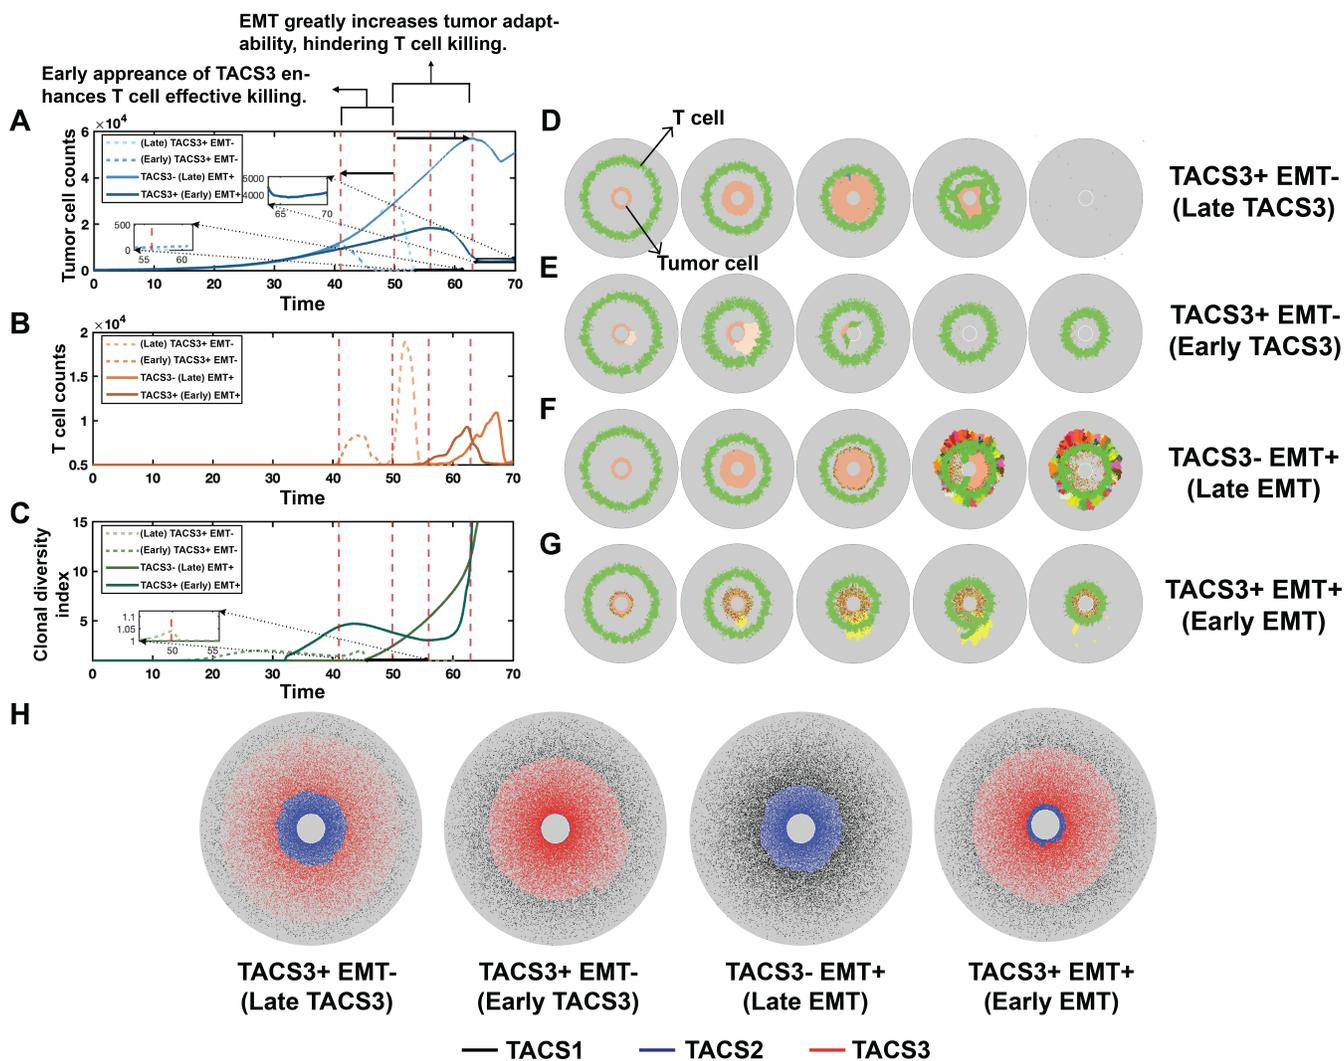 EMT greatly increases tumor adapt-
ability, hindering T cell killing.
Early appreance of TACS3 en-
hances T cell effective killing.
A
×10⁴
Tumor cell counts
6
4
2
0
(Late) TACS3+ EMT-
(Early) TACS3+ EMT-
TACS3- (Late) EMT+
TACS3+ (Early) EMT+
5000
4000
65 70
500
0
55 60
0 10 20 30 40 50 60 70
Time
B
×10⁴
T cell counts
2
1.5
1
0.5
(Late) TACS3+ EMT-
(Early) TACS3+ EMT-
TACS3- (Late) EMT+
TACS3+ (Early) EMT+
0 10 20 30 40 50 60 70
Time
C
Clonal diversity
index
15
10
5
(Late) TACS3+ EMT-
(Early) TACS3+ EMT-
TACS3- (Late) EMT+
TACS3+ (Early) EMT+
1.1
1.05
1
50 55
0 10 20 30 40 50 60 70
Time
D
T cell
Tumor cell
TACS3+ EMT-
(Late TACS3)
E
TACS3+ EMT-
(Early TACS3)
F
TACS3- EMT+
(Late EMT)
G
TACS3+ EMT+
(Early EMT)
H
TACS3+ EMT-
(Late TACS3)
TACS3+ EMT-
(Early TACS3)
TACS3- EMT+
(Late EMT)
TACS3+ EMT+
(Early EMT)
TACS1 TACS2 TACS3